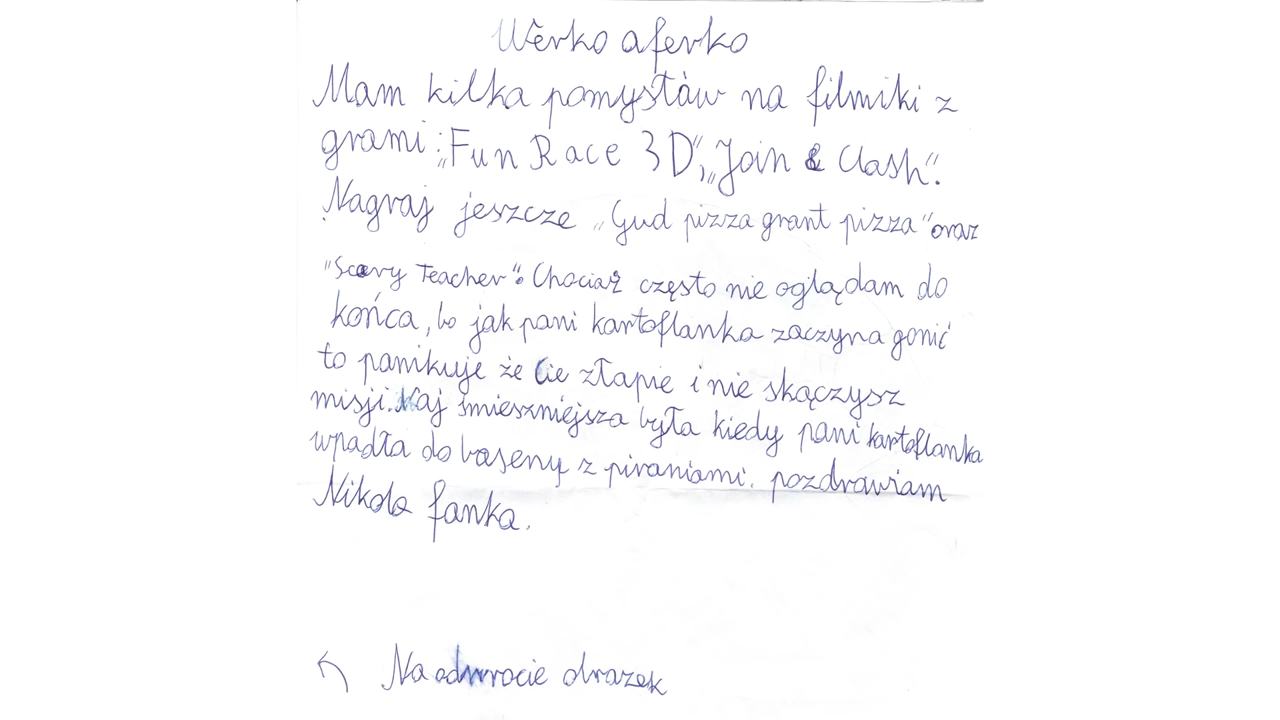 Werko aferko
Mam kilka pomysłów na filmiki z
grami: „Fun Race 3D”, „Join & Clash”.
Nagraj jeszcze „Gud pizza grant pizza” oraz
"Scary Teacher". Chociaż często nie oglądam do
końca, bo jak pani kartoflanka zaczyna gonić
to panikuje że Cie złapie i nie skączysz
misji. Naj śmieszniejsza była kiedy pani kartoflanka
wpadła do baseny z piraniami. pozdrawiam
Nikola fanka.
Na odwrocie obrazek